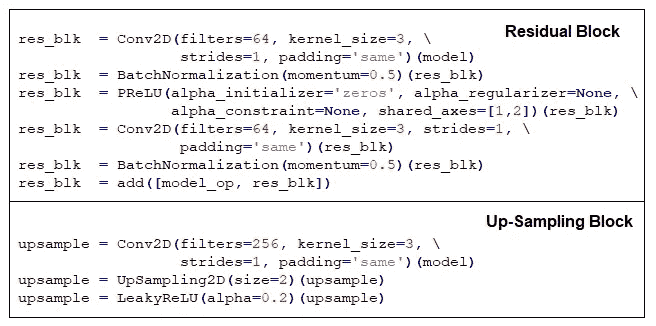 Residual Block
res_blk  = Conv2D(filters=64, kernel_size=3, \
                  strides=1, padding='same')(model)
res_blk  = BatchNormalization(momentum=0.5)(res_blk)
res_blk  = PReLU(alpha_initializer='zeros', alpha_regularizer=None, \
                 alpha_constraint=None, shared_axes=[1,2])(res_blk)
res_blk  = Conv2D(filters=64, kernel_size=3, strides=1, \
                  padding='same')(res_blk)
res_blk  = BatchNormalization(momentum=0.5)(res_blk)
res_blk  = add([model_op, res_blk])
Up-Sampling Block
upsample = Conv2D(filters=256, kernel_size=3, \
                  strides=1, padding='same')(model)
upsample = UpSampling2D(size=2)(upsample)
upsample = LeakyReLU(alpha=0.2)(upsample)